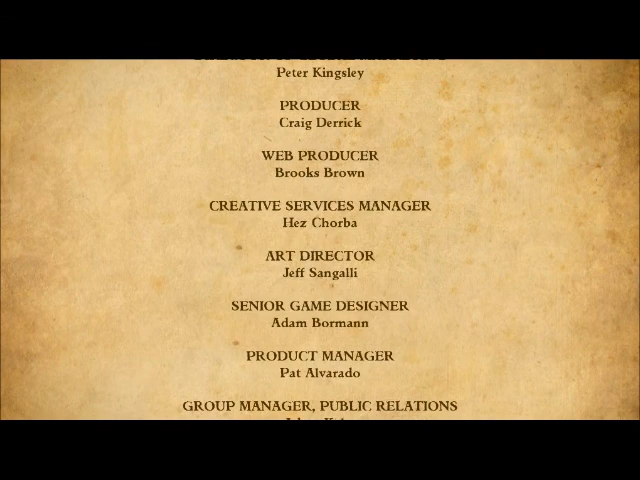 Peter Kingsley
PRODUCER
Craig Derrick
WEB PRODUCER
Brooks Brown
CREATIVE SERVICES MANAGER
Hez Chorba
ART DIRECTOR
Jeff Sangalli
SENIOR GAME DESIGNER
Adam Bormann
PRODUCT MANAGER
Pat Alvarado
GROUP MANAGER, PUBLIC RELATIONS